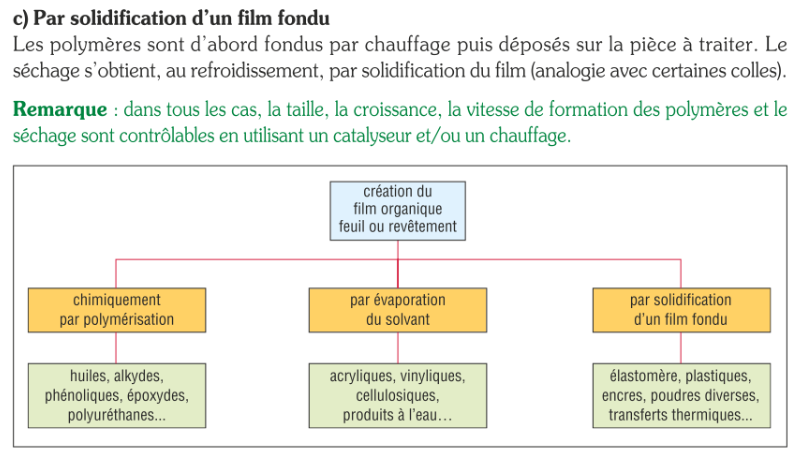 c) Par solidification d’un film fondu
Les polymères sont d’abord fondus par chauffage puis déposés sur la pièce à traiter. Le
séchage s’obtient, au refroidissement, par solidification du film (analogie avec certaines colles).
Remarque : dans tous les cas, la taille, la croissance, la vitesse de formation des polymères et le
séchage sont contrôlables en utilisant un catalyseur et/ou un chauffage.
création du
film organique
feuil ou revêtement
chimiquement
par polymérisation
par évaporation
du solvant
par solidification
d’un film fondu
huiles, alkydes,
phénoliques, époxydes,
polyuréthanes...
acryliques, vinyliques,
cellulosiques,
produits à l’eau…
élastomère, plastiques,
encres, poudres diverses,
transferts thermiques...